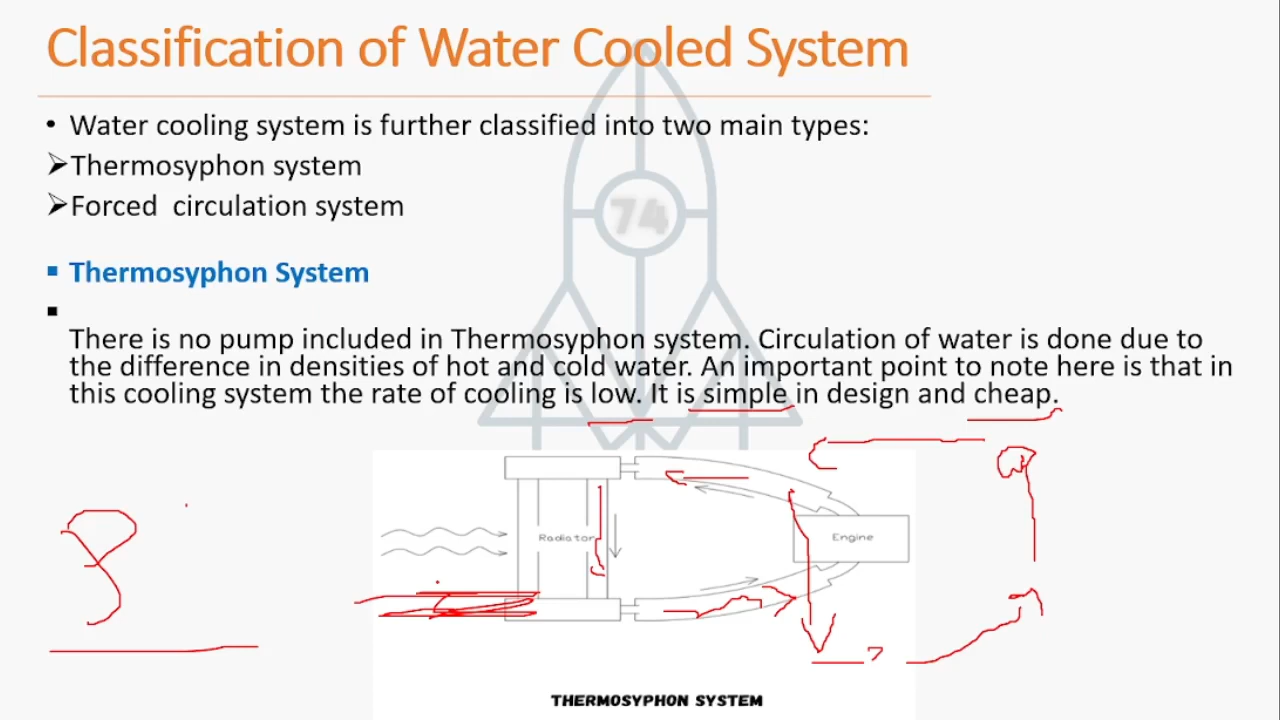 Classification of Water Cooled System
• Water cooling system is further classified into two main types:
➢Thermosyphon system
➢Forced circulation system
74
▪ Thermosyphon System
▪
There is no pump included in Thermosyphon system. Circulation of water is done due to
the difference in densities of hot and cold water. An important point to note here is that in
this cooling system the rate of cooling is low. It is simple in design and cheap.
Radiator
Engine
THERMOSYPHON SYSTEM